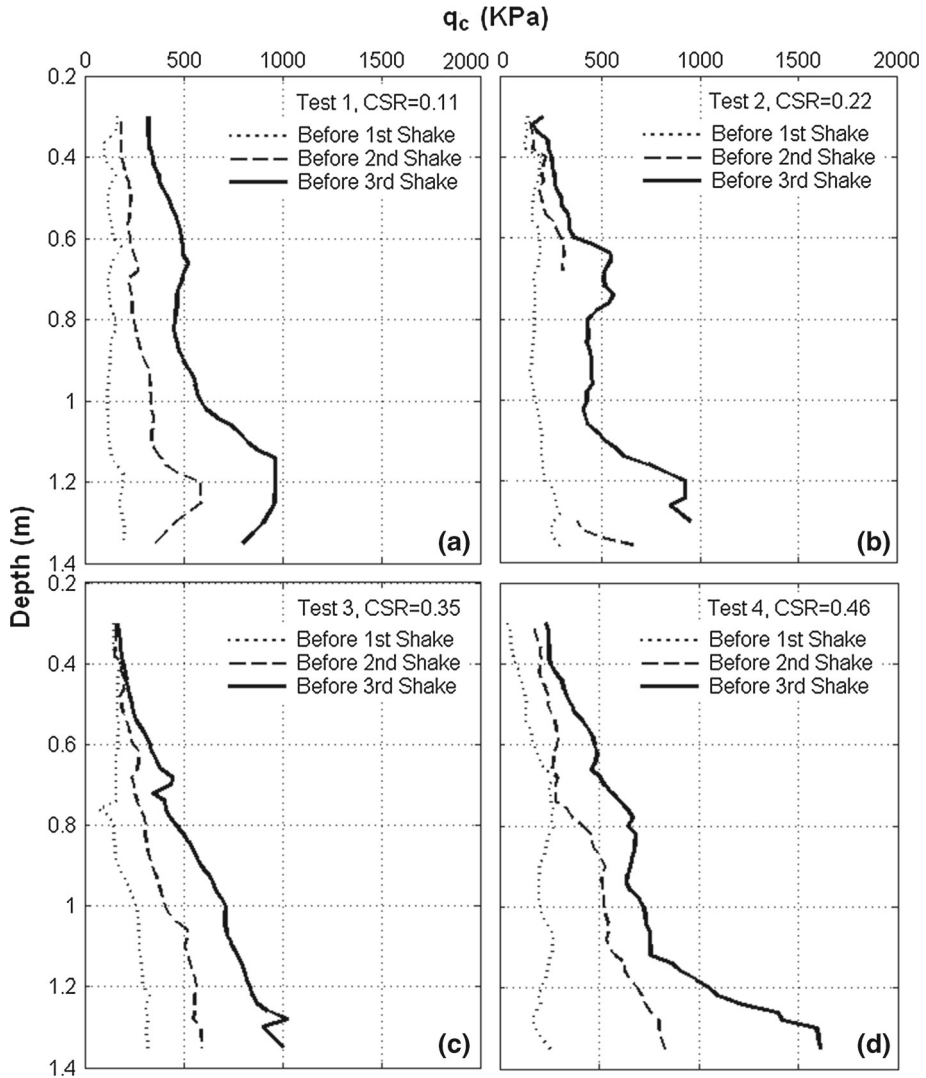 qc (KPa)
0 500 1000 2000
0 500 1000 2000
0.2
0.4
0.6
0.8
1
1.2
1.4
Test 1, CSR=0.11
Before 1st Shake
Before 2nd Shake
Before 3rd Shake
(a)
Test 2, CSR=0.22
Before 1st Shake
Before 2nd Shake
Before 3rd Shake
(b)
Depth (m)
0.2
0.4
0.6
0.8
1
1.2
1.4
Test 3, CSR=0.35
Before 1st Shake
Before 2nd Shake
Before 3rd Shake
(c)
Test 4, CSR=0.46
Before 1st Shake
Before 2nd Shake
Before 3rd Shake
(d)